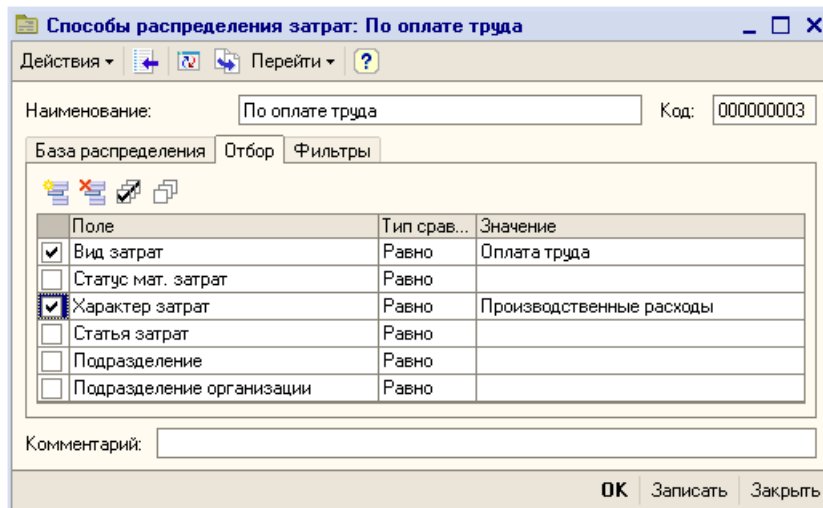 Способы распределения затрат: По оплате труда
Действия Перейти ?
Наименование: По оплате труда Код: 000000003
База распределения Отбор Фильтры
Поле Тип срав... Значение
Вид затрат Равно Оплата труда
Статус мат. затрат Равно
Характер затрат Равно Производственные расходы
Статья затрат Равно
Подразделение Равно
Подразделение организации Равно
Комментарий:
ОК Записать Закрыть